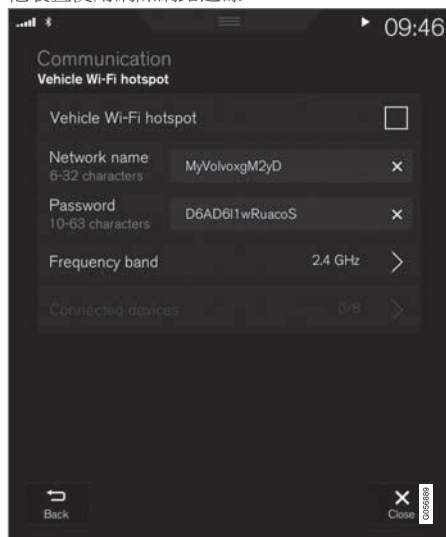 09:46
Communication
Vehicle Wi-Fi hotspot
Vehicle Wi-Fi hotspot
Network name
6-32 characters
MyVolvoxgM2yD
Password
10-63 characters
D6AD6I1wRuacoS
Frequency band
2.4 GHz
Connected devices
0/8
Back
Close
G056889